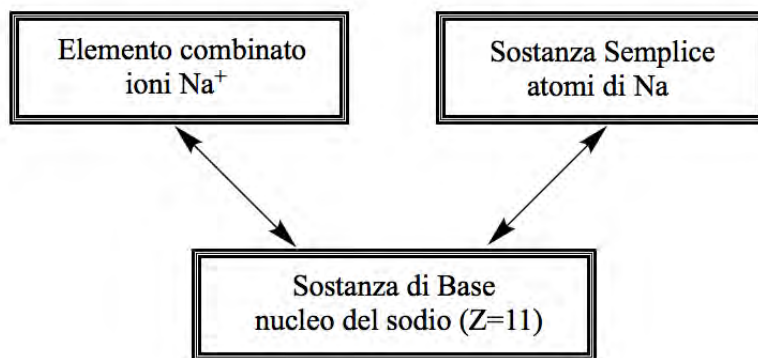 Elemento combinato
ioni Na⁺
Sostanza Semplice
atomi di Na
Sostanza di Base
nucleo del sodio (Z=11)